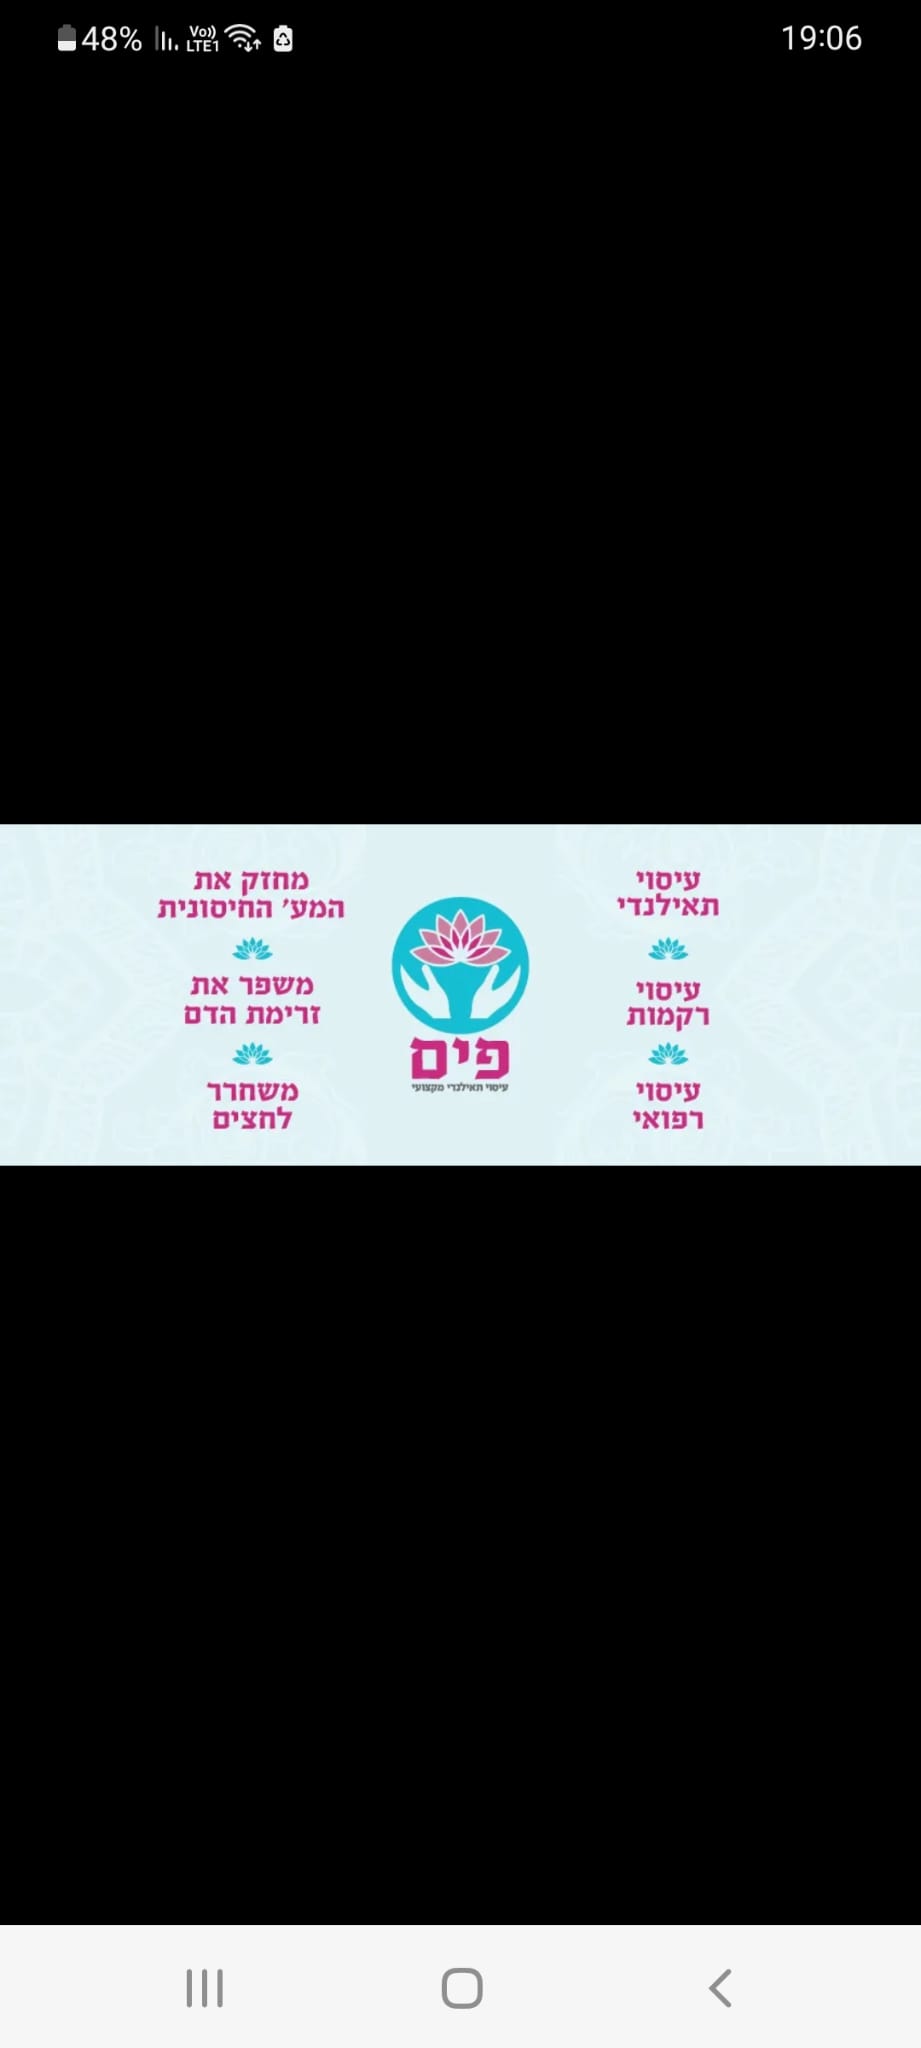 48% Vo)) LTE1 19:06
עיסוי
תאילנדי
עיסוי
רקמות
עיסוי
רפואי
פים
עיסוי תאילנדי מקצועי
מחזק את
המע' החיסונית
משפר את
זרימת הדם
משחרר
לחצים